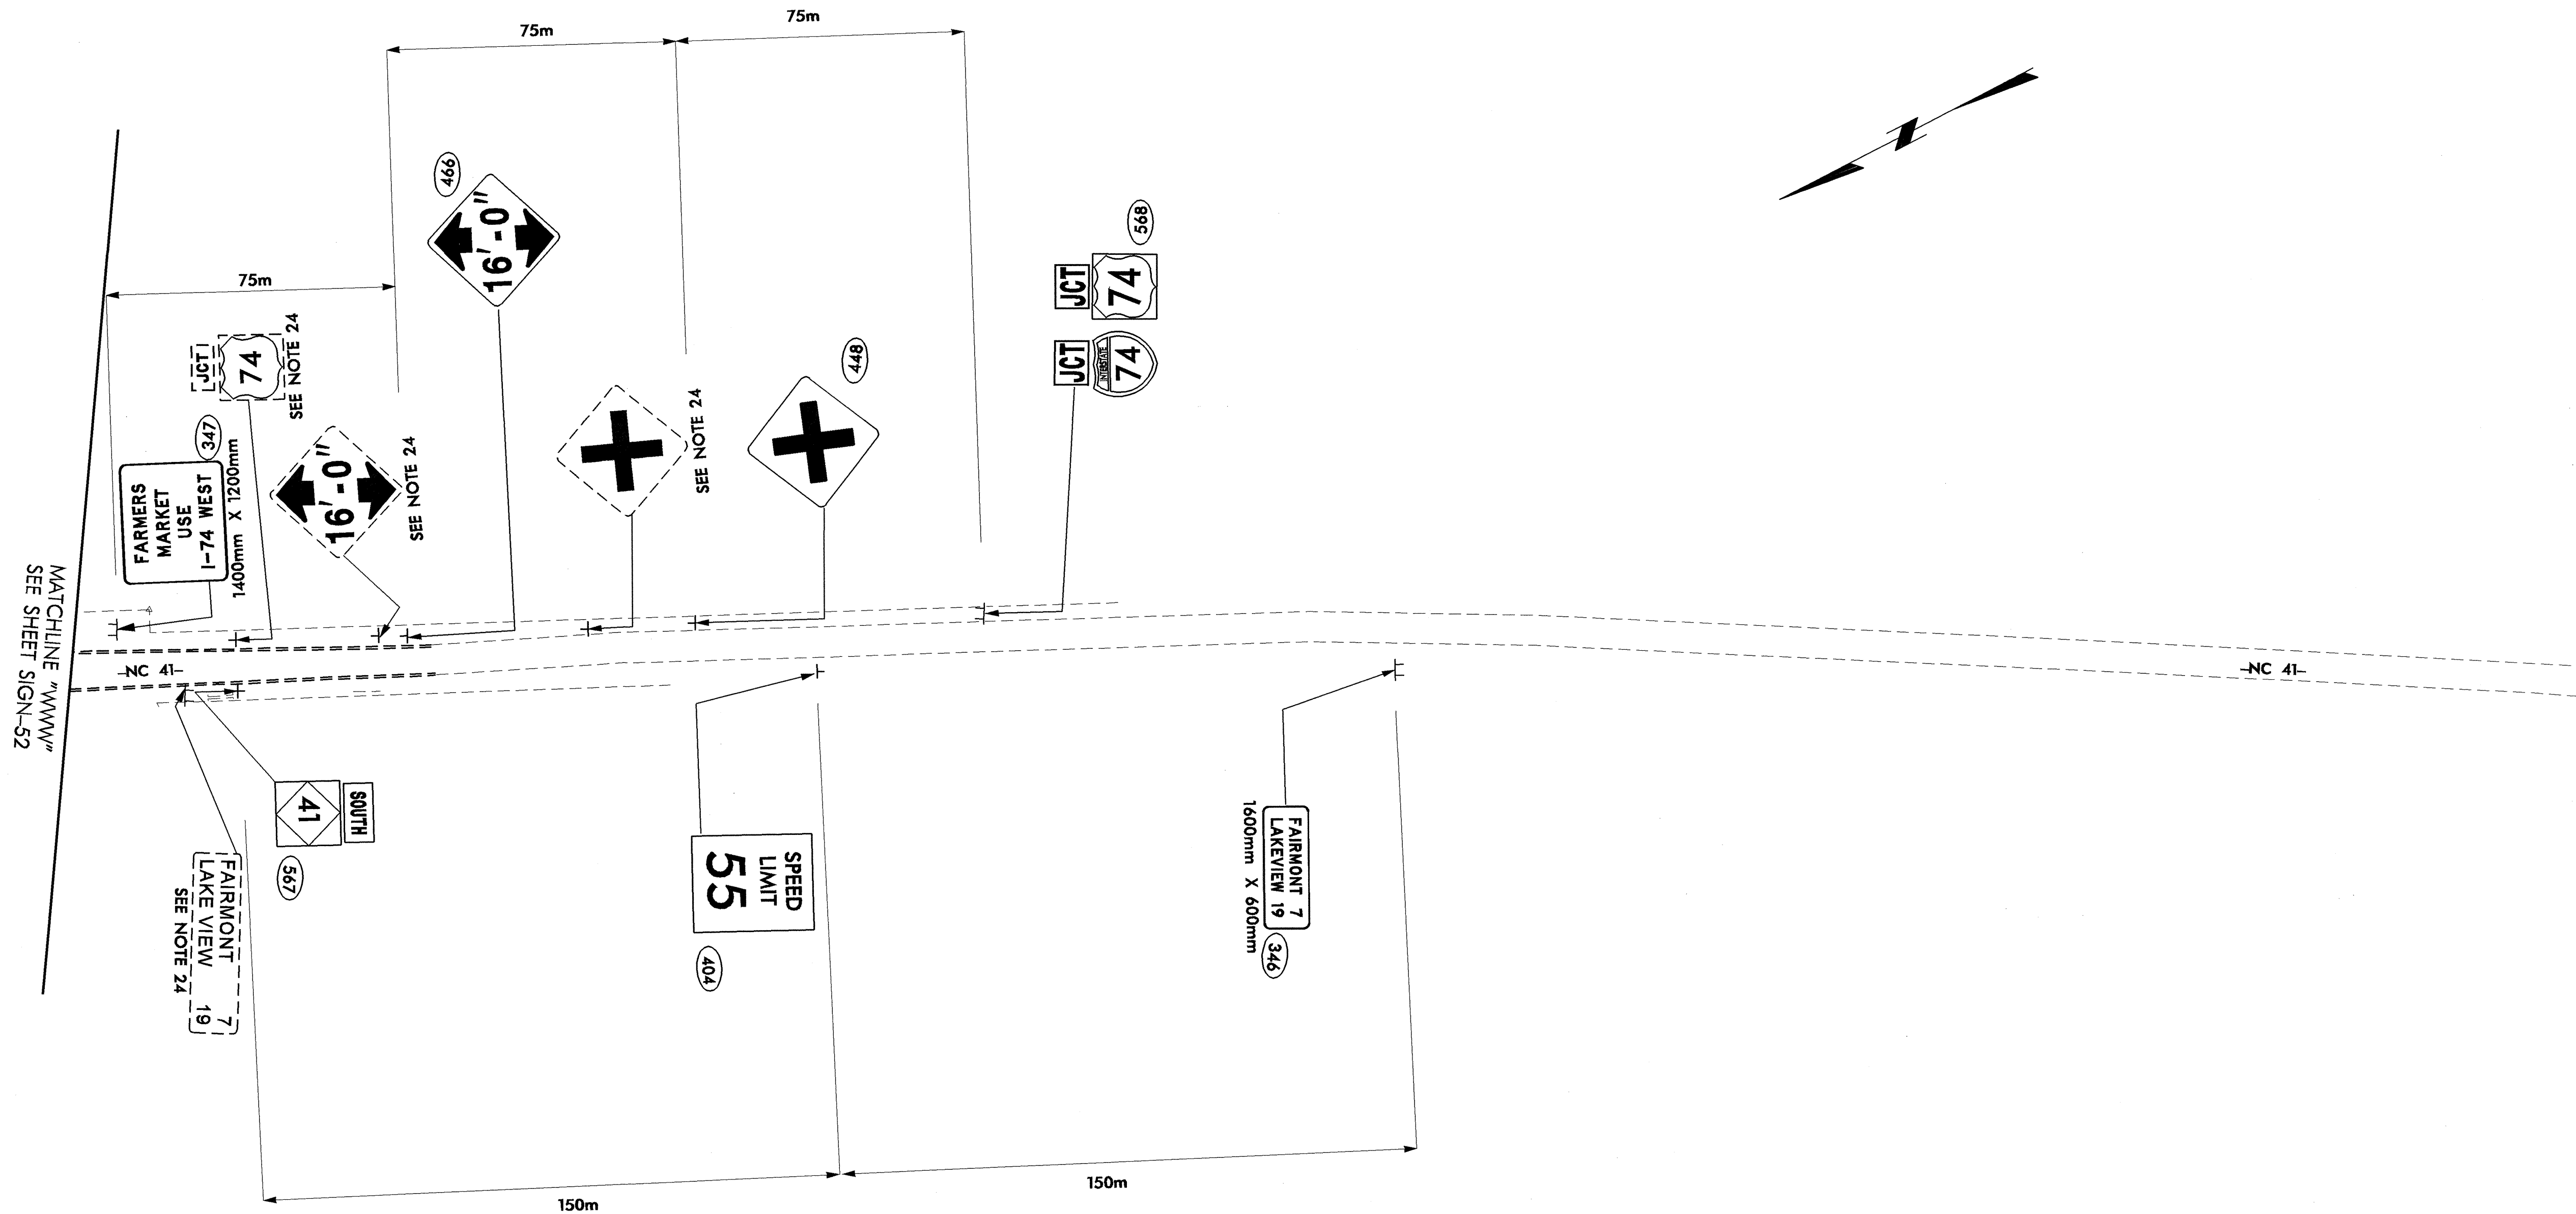 75m
75m
466
16'-0"
568
JCT
74
JCT
INTERSTATE
74
75m
JCT
74
SEE NOTE 24
347
FARMERS
MARKET
USE
I-74 WEST
1400mm X 1200mm
16'-0"
SEE NOTE 24
SEE NOTE 24
448
MATCHLINE "WWW"
SEE SHEET SIGN-52
-NC 41-
-NC 41-
SOUTH
41
567
FAIRMONT 7
LAKE VIEW 19
SEE NOTE 24
SPEED
LIMIT
55
404
FAIRMONT 7
LAKEVIEW 19
1600mm X 600mm
346
150m
150m